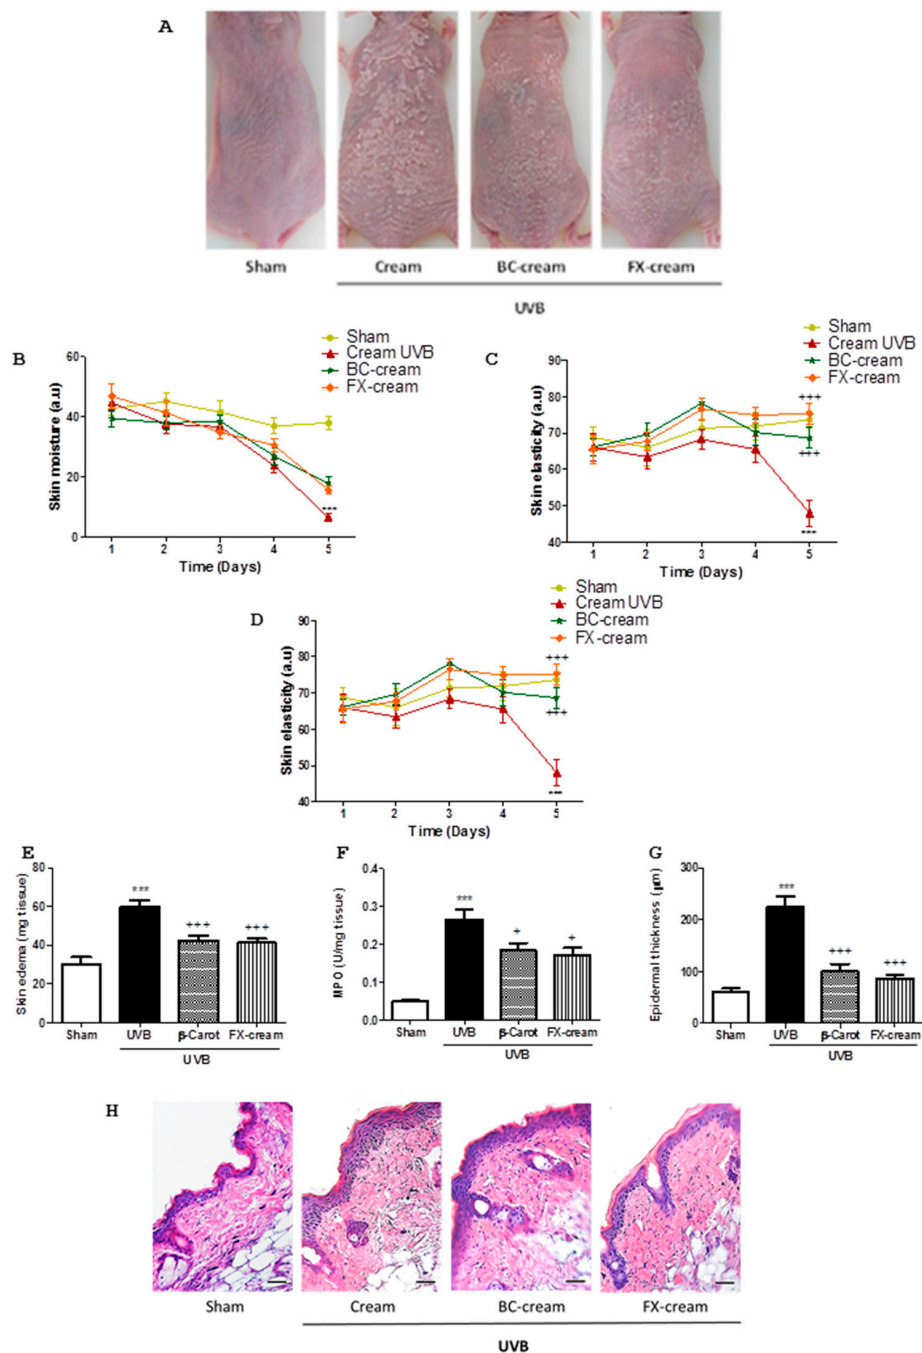 A
Sham
Cream
BC-cream
FX-cream
UVB
B
Sham
Cream UVB
BC-cream
FX-cream
Skin moisture (a.u)
60
40
20
0
1 2 3 4 5
Time (Days)
---
C
Sham
Cream UVB
BC-cream
FX-cream
Skin elasticity (a.u)
90
80
70
60
50
40
1 2 3 4 5
Time (Days)
+++
+++
---
D
Sham
Cream UVB
BC-cream
FX-cream
Skin elasticity (a.u)
90
80
70
60
50
40
1 2 3 4 5
Time (Days)
+++
+++
---
E
Skin edema (mg tissue)
80
60
40
20
0
***
+++
+++
Sham UVB β-Carot FX-cream
UVB
F
MPO (U/mg tissue)
0.4
0.3
0.2
0.1
0.0
***
+
+
Sham UVB β-Carot FX-cream
UVB
G
Epidermal thickness (μm)
300
200
100
0
***
+++
+++
Sham UVB β-Carot FX-cream
UVB
H
Sham
Cream
BC-cream
FX-cream
UVB